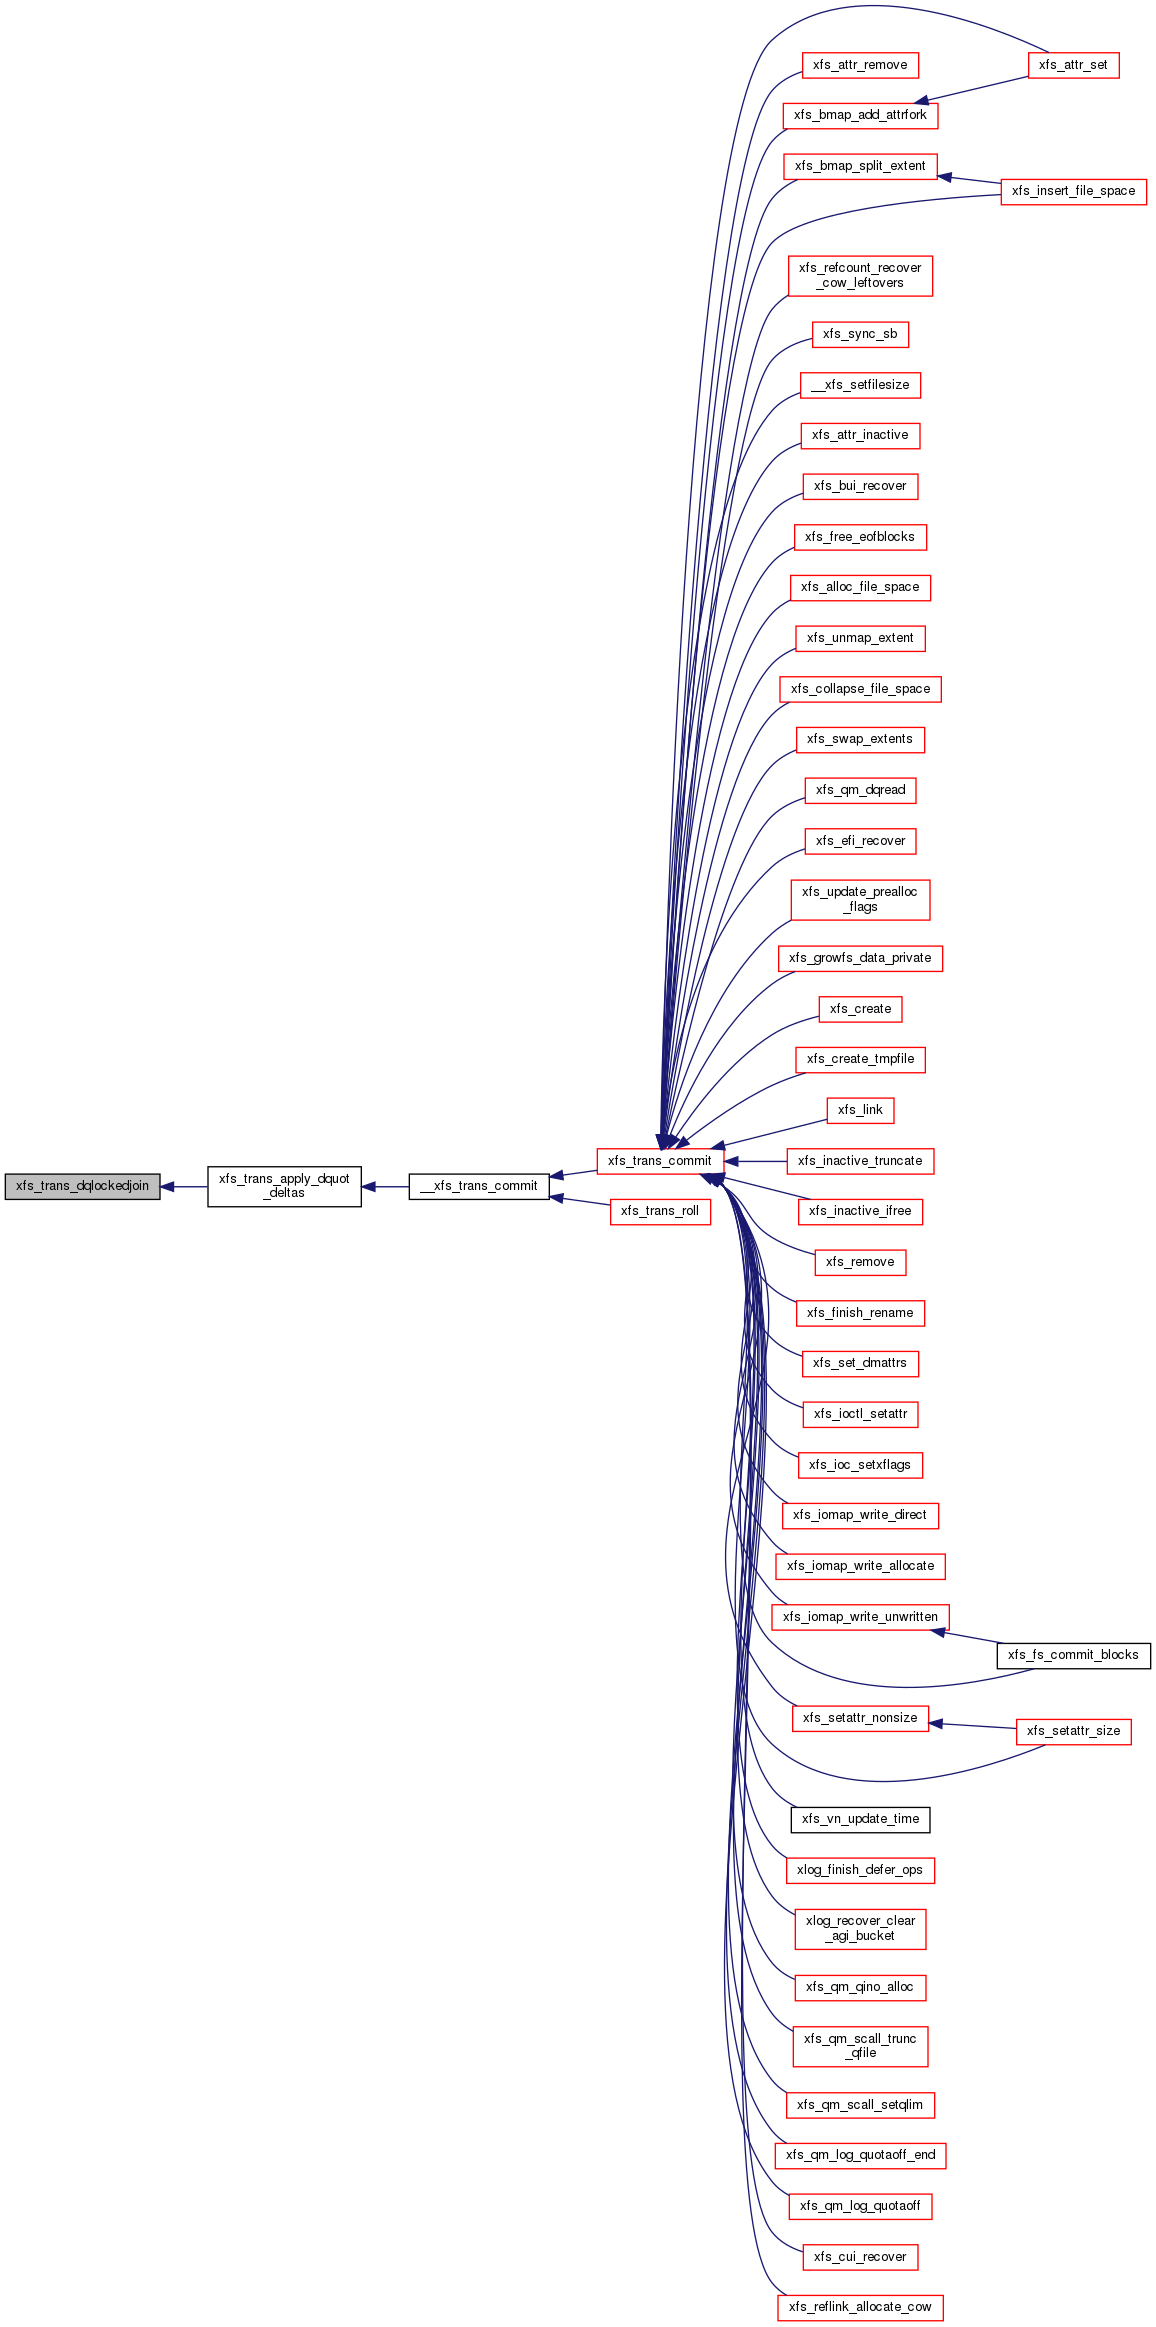 xfs_attr_set
xfs_attr_remove
xfs_bmap_add_attrfork
xfs_bmap_split_extent
xfs_insert_file_space
xfs_refcount_recover
_cow_leftovers
xfs_sync_sb
__xfs_setfilesize
xfs_attr_inactive
xfs_bui_recover
xfs_free_eofblocks
xfs_alloc_file_space
xfs_unmap_extent
xfs_collapse_file_space
xfs_swap_extents
xfs_qm_dqread
xfs_efi_recover
xfs_update_prealloc
_flags
xfs_growfs_data_private
xfs_create
xfs_create_tmpfile
xfs_link
xfs_trans_commit
xfs_inactive_truncate
xfs_trans_dqlockedjoin
xfs_trans_apply_dquot
_deltas
__xfs_trans_commit
xfs_trans_roll
xfs_inactive_ifree
xfs_remove
xfs_finish_rename
xfs_set_dmattrs
xfs_ioctl_setattr
xfs_ioc_setxflags
xfs_iomap_write_direct
xfs_iomap_write_allocate
xfs_iomap_write_unwritten
xfs_fs_commit_blocks
xfs_setattr_nonsize
xfs_setattr_size
xfs_vn_update_time
xlog_finish_defer_ops
xlog_recover_clear
_agi_bucket
xfs_qm_qino_alloc
xfs_qm_scall_trunc
_qfile
xfs_qm_scall_setqlim
xfs_qm_log_quotaoff_end
xfs_qm_log_quotaoff
xfs_cui_recover
xfs_reflink_allocate_cow